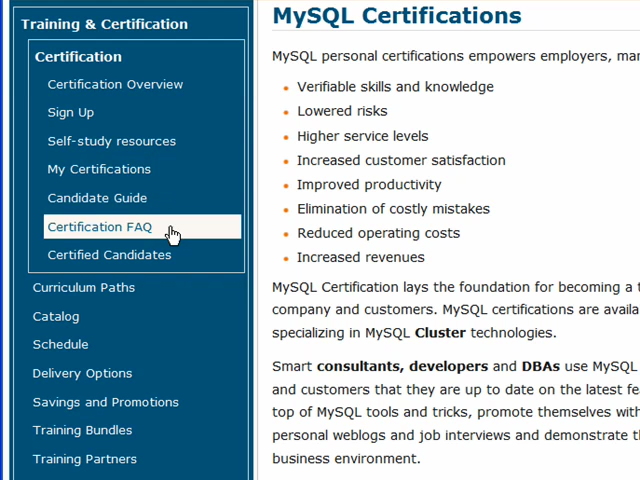 Training & Certification
Certification
Certification Overview
Sign Up
Self-study resources
My Certifications
Candidate Guide
Certification FAQ
Certified Candidates
Curriculum Paths
Catalog
Schedule
Delivery Options
Savings and Promotions
Training Bundles
Training Partners
MySQL Certifications
MySQL personal certifications empowers employers,
Verifiable skills and knowledge
Lowered risks
Higher service levels
Increased customer satisfaction
Improved productivity
Elimination of costly mistakes
Reduced operating costs
Increased revenues
MySQL Certification lays the foundation for becoming a
company and customers. MySQL certifications are
specializing in MySQL Cluster technologies.
Smart consultants, developers and DBAs use MySQL
and customers that they are up to date on the latest
top of MySQL tools and tricks, promote themselves
personal weblogs and job interviews and demonstrate
business environment.